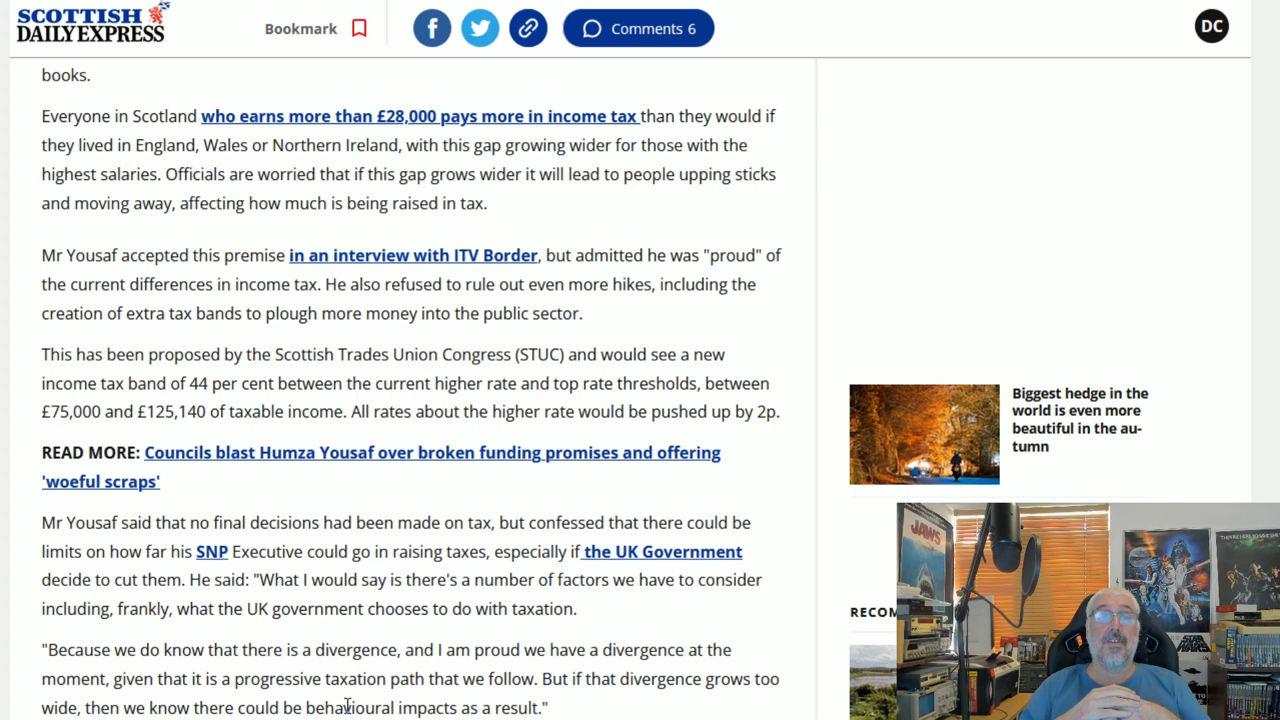 SCOTTISH
DAILY EXPRESS
Bookmark
Comments 6
DC
books.
Everyone in Scotland who earns more than £28,000 pays more in income tax than they would if
they lived in England, Wales or Northern Ireland, with this gap growing wider for those with the
highest salaries. Officials are worried that if this gap grows wider it will lead to people upping sticks
and moving away, affecting how much is being raised in tax.
Mr Yousaf accepted this premise in an interview with ITV Border, but admitted he was "proud" of
the current differences in income tax. He also refused to rule out even more hikes, including the
creation of extra tax bands to plough more money into the public sector.
This has been proposed by the Scottish Trades Union Congress (STUC) and would see a new
income tax band of 44 per cent between the current higher rate and top rate thresholds, between
£75,000 and £125,140 of taxable income. All rates about the higher rate would be pushed up by 2p.
READ MORE: Councils blast Humza Yousaf over broken funding promises and offering
'woeful scraps'
Mr Yousaf said that no final decisions had been made on tax, but confessed that there could be
limits on how far his SNP Executive could go in raising taxes, especially if the UK Government
decide to cut them. He said: "What I would say is there's a number of factors we have to consider
including, frankly, what the UK government chooses to do with taxation.
"Because we do know that there is a divergence, and I am proud we have a divergence at the
moment, given that it is a progressive taxation path that we follow. But if that divergence grows too
wide, then we know there could be behavioural impacts as a result."
Biggest hedge in the
world is even more
beautiful in the au-
tumn
RECOM
JAWS
STAR
WARS